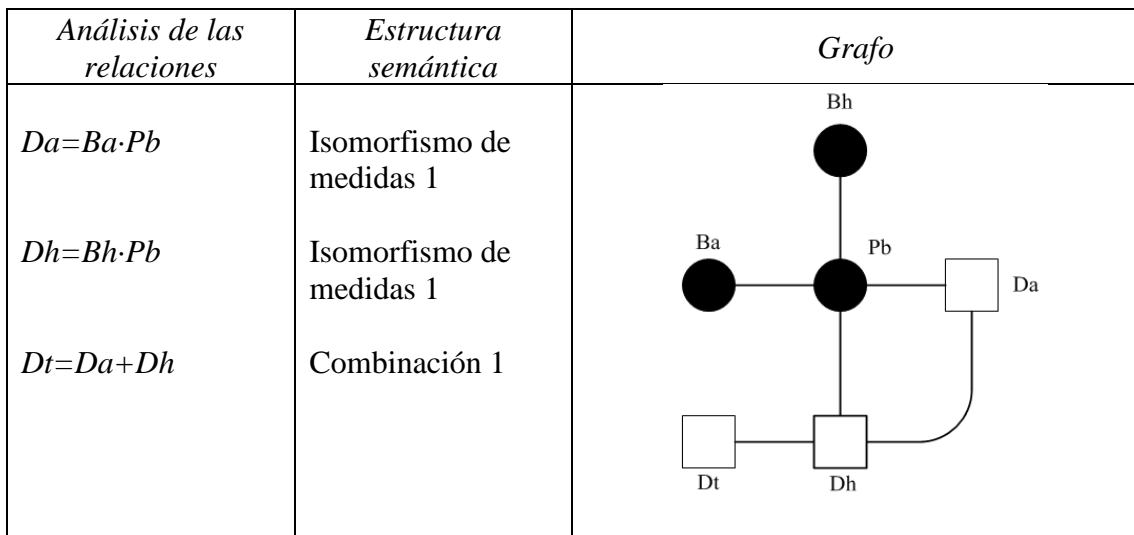 Análisis de las
relaciones
Estructura
semántica
Grafo
Da=Ba·Pb
Isomorfismo de
medidas 1
Dh=Bh·Pb
Isomorfismo de
medidas 1
Dt=Da+Dh
Combinación 1
Bh
Ba
Pb
Da
Dt
Dh